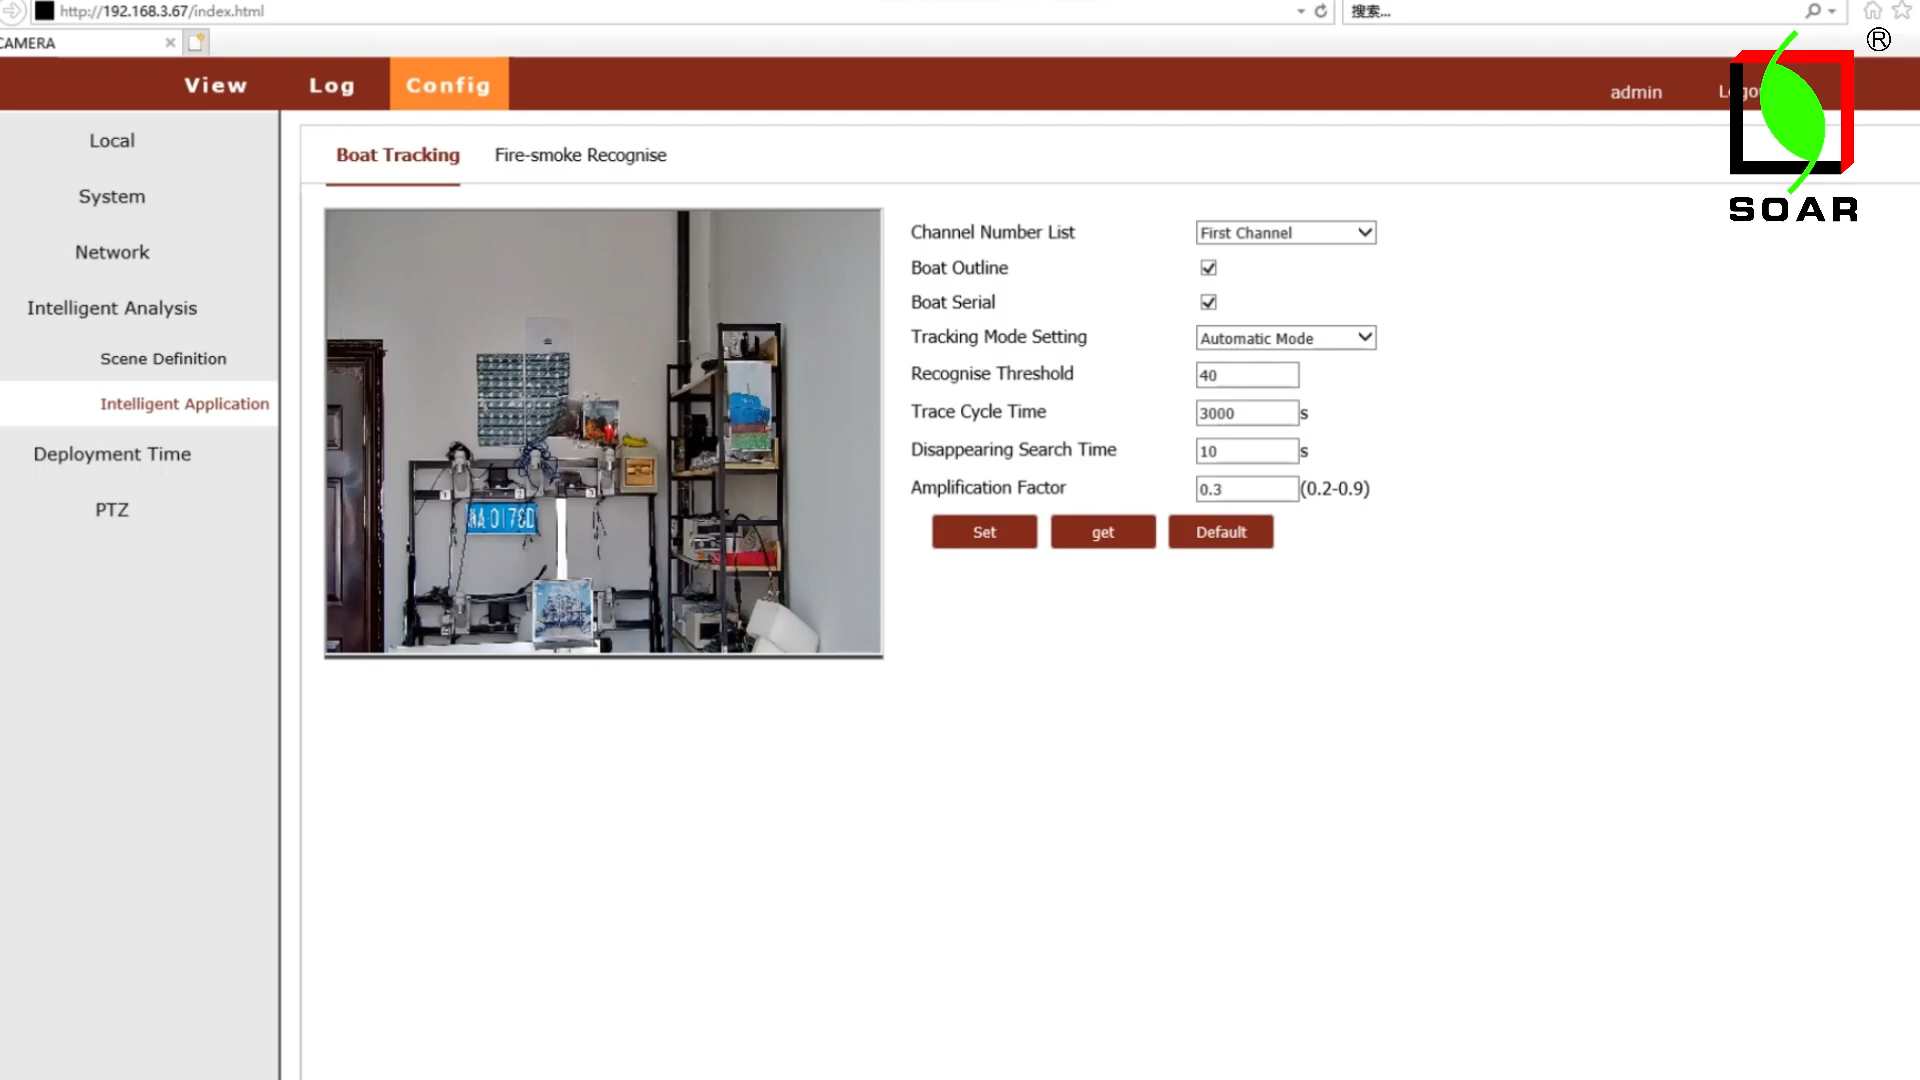 http://192.168.3.67/index.html
搜索...
CAMERA
View Log Config
admin
®
SOAR
Local
System
Network
Intelligent Analysis
Scene Definition
Intelligent Application
Deployment Time
PTZ
Boat Tracking Fire-smoke Recognise
Channel Number List First Channel
Boat Outline
Boat Serial
Tracking Mode Setting Automatic Mode
Recognise Threshold 40
Trace Cycle Time 3000 s
Disappearing Search Time 10 s
Amplification Factor 0.3 (0.2-0.9)
Set get Default